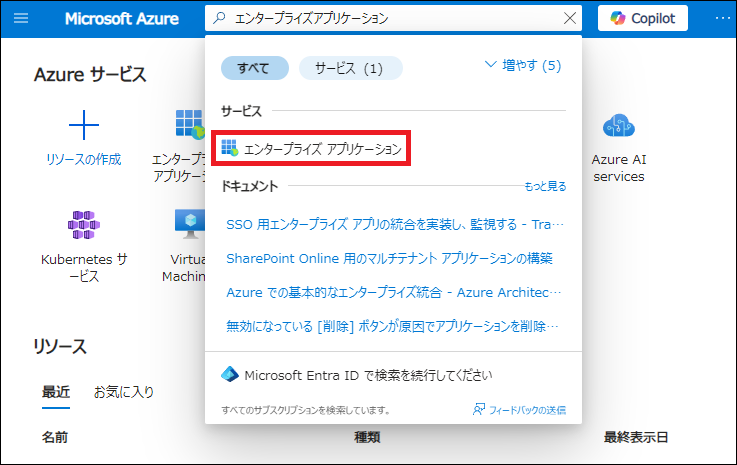 Microsoft Azure
エンタープライズアプリケーション
Copilot
Azure サービス
すべて
サービス (1)
増やす (5)
サービス
エンタープライズ アプリケーション
ドキュメント
もっと見る
SSO 用エンタープライズ アプリの統合を実装し、監視する - Tra…
SharePoint Online 用のマルチテナント アプリケーションの構築
Azure での基本的なエンタープライズ統合 - Azure Architec…
無効になっている [削除] ボタンが原因でアプリケーションを削除…
Microsoft Entra ID で検索を続行してください
すべてのサブスクリプションを検索しています。
フィードバックの送信
リソースの作成
エンタープラ
アプリケー
Azure AI
services
Kubernetes サ
ービス
Virtu
Machin
リソース
最近
お気に入り
名前
種類
最終表示日